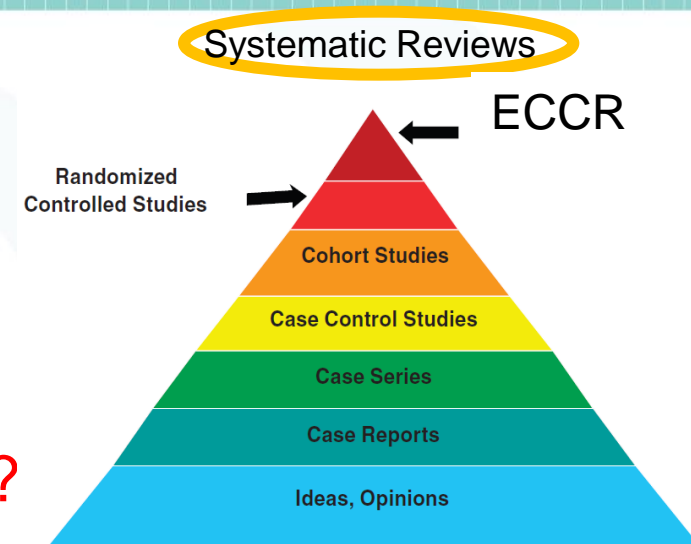 Systematic Reviews
ECCR
Randomized
Controlled Studies
Cohort Studies
Case Control Studies
Case Series
Case Reports
?
Ideas, Opinions